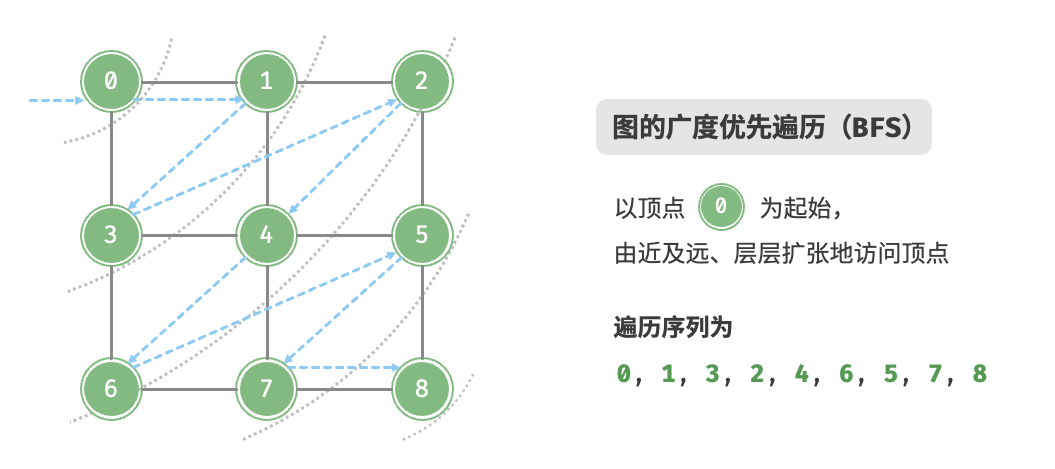 0 1 2
3 4 5
6 7 8
图的广度优先遍历（BFS）
以顶点 0 为起始，
由近及远、层层扩张地访问顶点
遍历序列为
0, 1, 3, 2, 4, 6, 5, 7, 8